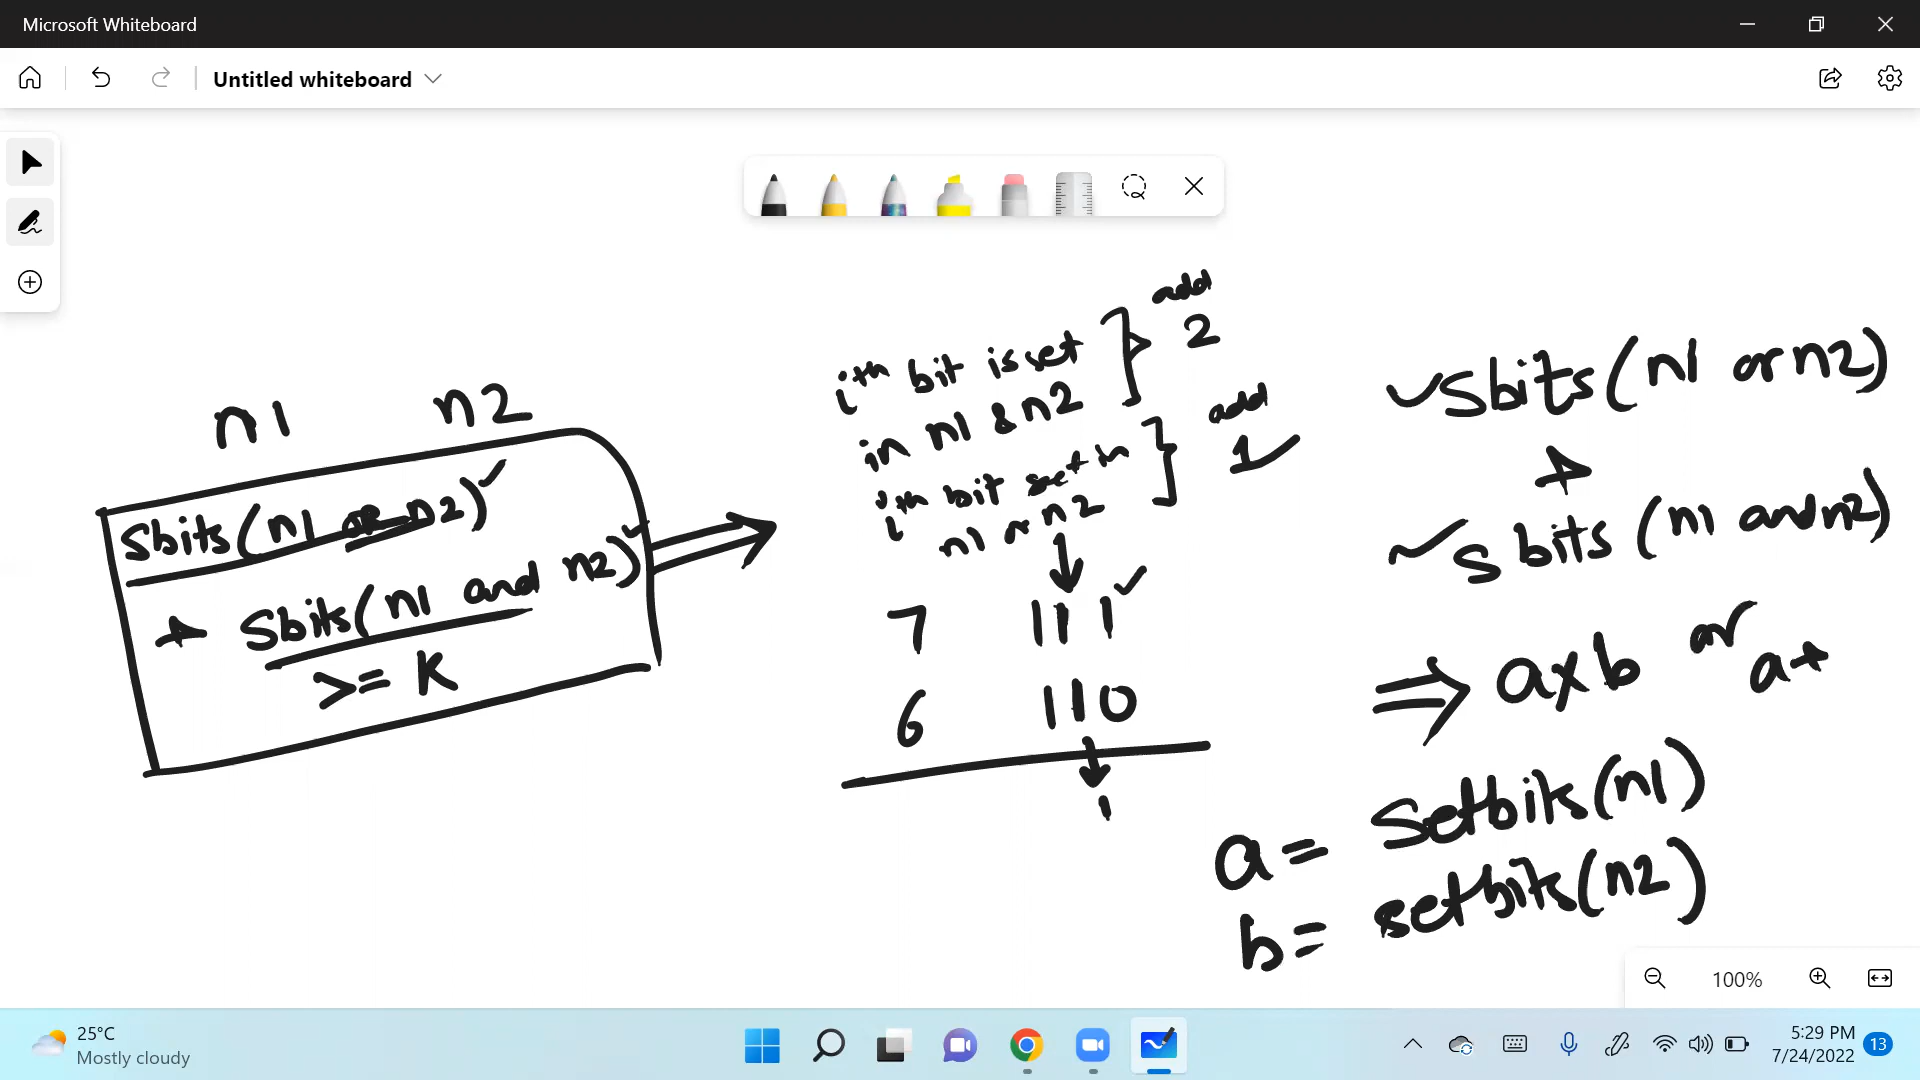 Microsoft Whiteboard
Untitled whiteboard
n1 n2
Sbits(n1 or n2)
+ Sbits(n1 and n2)
>= K
ith bit is set
in n1 & n2
add
2
ith bit set in
n1 or n2
add
1
7 111
6 110
1
Sbits(n1 or n2)
+
Sbits(n1 and n2)
=> a x b or
a+
a = Setbits(n1)
b = setbits(n2)
100%
25°C
Mostly cloudy
5:29 PM
7/24/2022
13